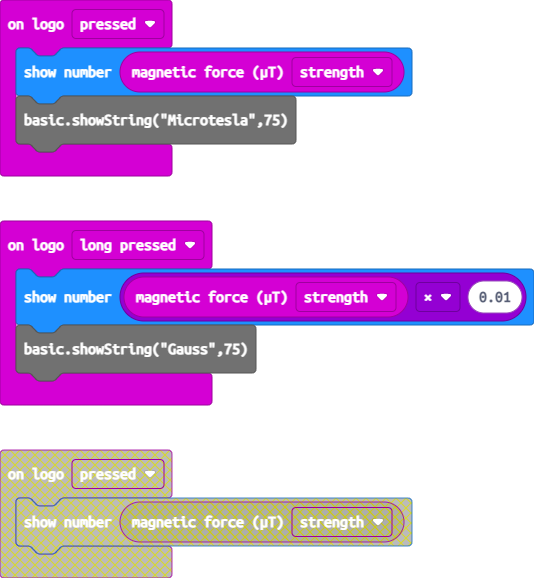 on logo pressed
show number magnetic force (µT) strength
basic.showString("Microtesla",75)
on logo long pressed
show number magnetic force (µT) strength × 0.01
basic.showString("Gauss",75)
on logo pressed
show number magnetic force (µT) strength